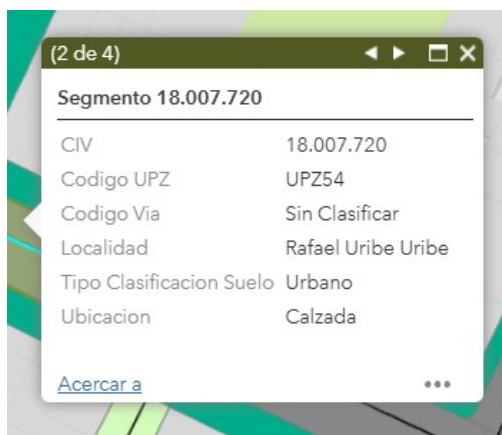 (2 de 4)
Segmento 18.007.720
CIV 18.007.720
Codigo UPZ UPZ54
Codigo Via Sin Clasificar
Localidad Rafael Uribe Uribe
Tipo Clasificacion Suelo Urbano
Ubicacion Calzada
Acercar a